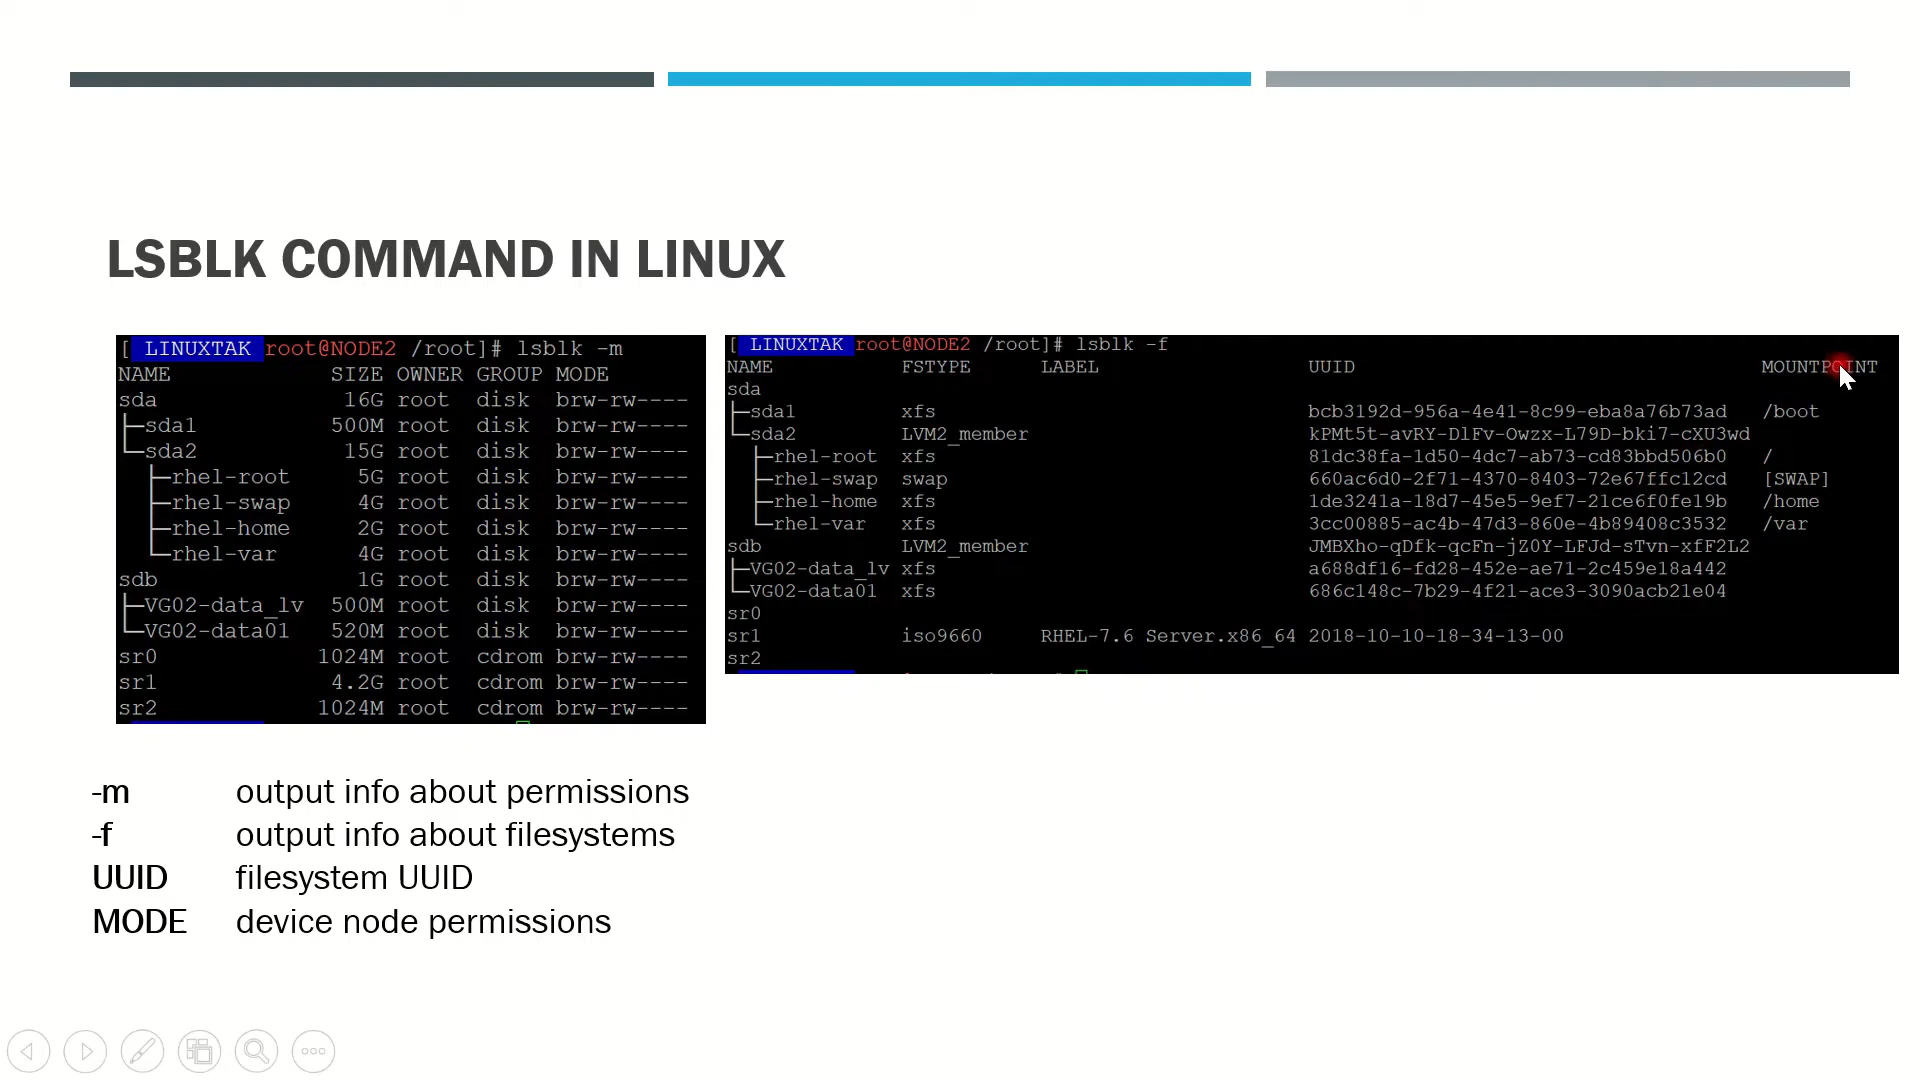 LSBLK COMMAND IN LINUX
[ LINUXTAK root@NODE2 /root]# lsblk -m
NAME SIZE OWNER GROUP MODE
sda 16G root disk brw-rw----
├─sda1 500M root disk brw-rw----
└─sda2 15G root disk brw-rw----
├─rhel-root 5G root disk brw-rw----
├─rhel-swap 4G root disk brw-rw----
├─rhel-home 2G root disk brw-rw----
└─rhel-var 4G root disk brw-rw----
sdb 1G root disk brw-rw----
├─VG02-data_lv 500M root disk brw-rw----
└─VG02-data01 520M root disk brw-rw----
sr0 1024M root cdrom brw-rw----
sr1 4.2G root cdrom brw-rw----
sr2 1024M root cdrom brw-rw----
[ LINUXTAK root@NODE2 /root]# lsblk -f
NAME FSTYPE LABEL UUID MOUNTPOINT
sda
├─sda1 xfs bcb3192d-956a-4e41-8c99-eba8a76b73ad /boot
└─sda2 LVM2_member kPMt5t-avRY-DlFv-Owzx-L79D-bki7-cXU3wd
├─rhel-root xfs 81dc38fa-1d50-4dc7-ab73-cd83bbd506b0 /
├─rhel-swap swap 660ac6d0-2f71-4370-8403-72e67ffc12cd [SWAP]
├─rhel-home xfs 1de3241a-18d7-45e5-9ef7-21ce6f0fe19b /home
└─rhel-var xfs 3cc00885-ac4b-47d3-860e-4b89408c3532 /var
sdb LVM2_member JMBXho-qDfk-qcFn-jZ0Y-LFJd-sTvn-xfF2L2
├─VG02-data_lv xfs a688df16-fd28-452e-ae71-2c459e18a442
└─VG02-data01 xfs 686c148c-7b29-4f21-ace3-3090acb21e04
sr0
sr1 iso9660 RHEL-7.6 Server.x86_64 2018-10-10-18-34-13-00
sr2
-m output info about permissions
-f output info about filesystems
UUID filesystem UUID
MODE device node permissions